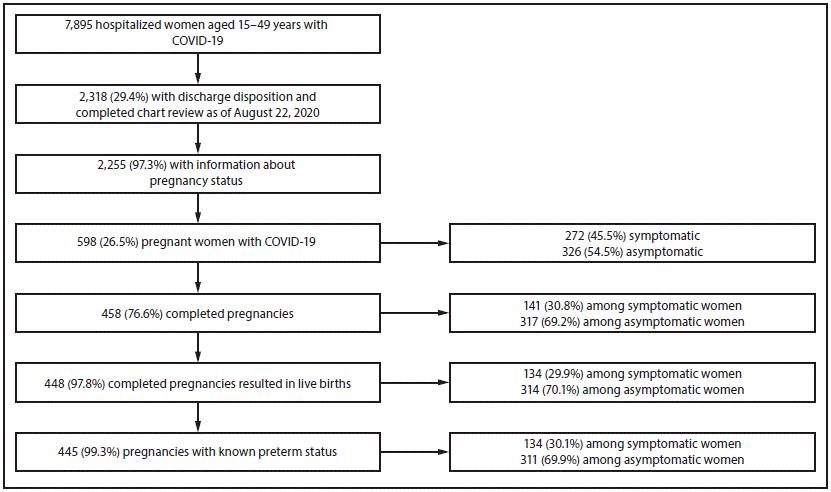 7,895 hospitalized women aged 15–49 years with
COVID-19
2,318 (29.4%) with discharge disposition and
completed chart review as of August 22, 2020
2,255 (97.3%) with information about
pregnancy status
598 (26.5%) pregnant women with COVID-19
272 (45.5%) symptomatic
326 (54.5%) asymptomatic
458 (76.6%) completed pregnancies
141 (30.8%) among symptomatic women
317 (69.2%) among asymptomatic women
448 (97.8%) completed pregnancies resulted in live births
134 (29.9%) among symptomatic women
314 (70.1%) among asymptomatic women
445 (99.3%) pregnancies with known preterm status
134 (30.1%) among symptomatic women
311 (69.9%) among asymptomatic women